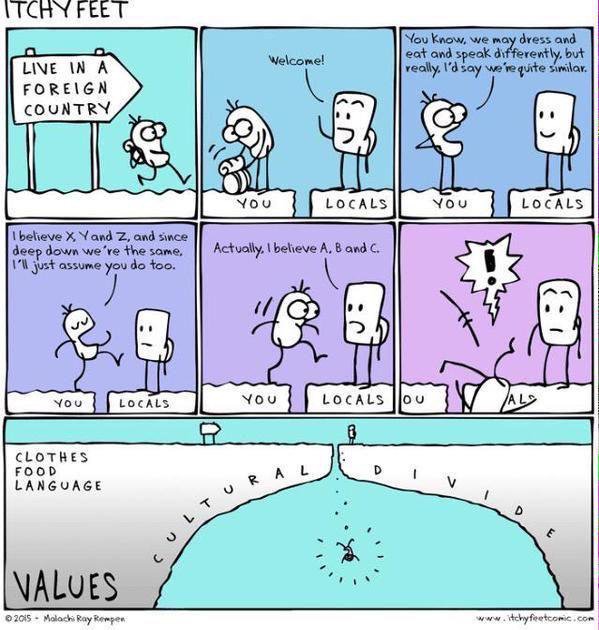 ITCHY FEET
LIVE IN A
FOREIGN
COUNTRY
Welcome!
YOU
LOCALS
You know, we may dress and
eat and speak differently, but
really, I'd say we're quite similar.
YOU
LOCALS
I believe X, Y and Z, and since
deep down we're the same,
I'll just assume you do too.
YOU
LOCALS
Actually, I believe A, B and C.
YOU
LOCALS
!
OU
ALS
CLOTHES
FOOD
LANGUAGE
CULTURAL DIVIDE
VALUES
© 2015 - Malachi Ray Rempen
www.itchyfeetcomic.com